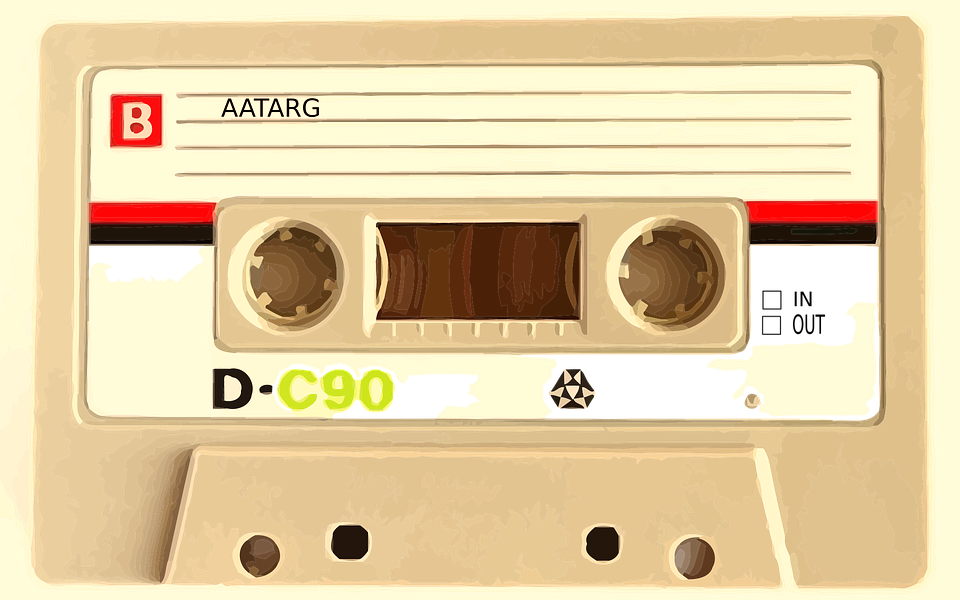 B
AATARG
IN
OUT
D-C90